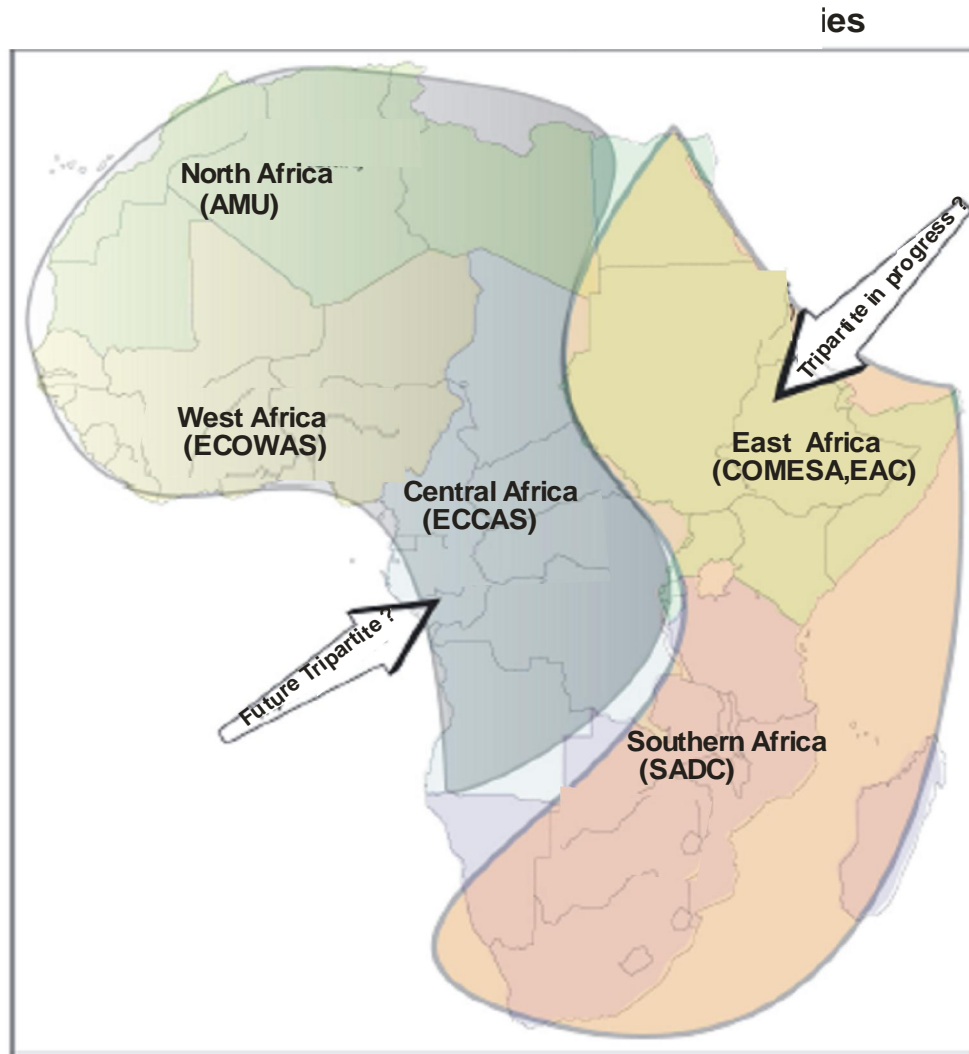 ies
North Africa
(AMU)
Tripartite in progress ?
West Africa
(ECOWAS)
East Africa
(COMESA,EAC)
Central Africa
(ECCAS)
Future Tripartite ?
Southern Africa
(SADC)